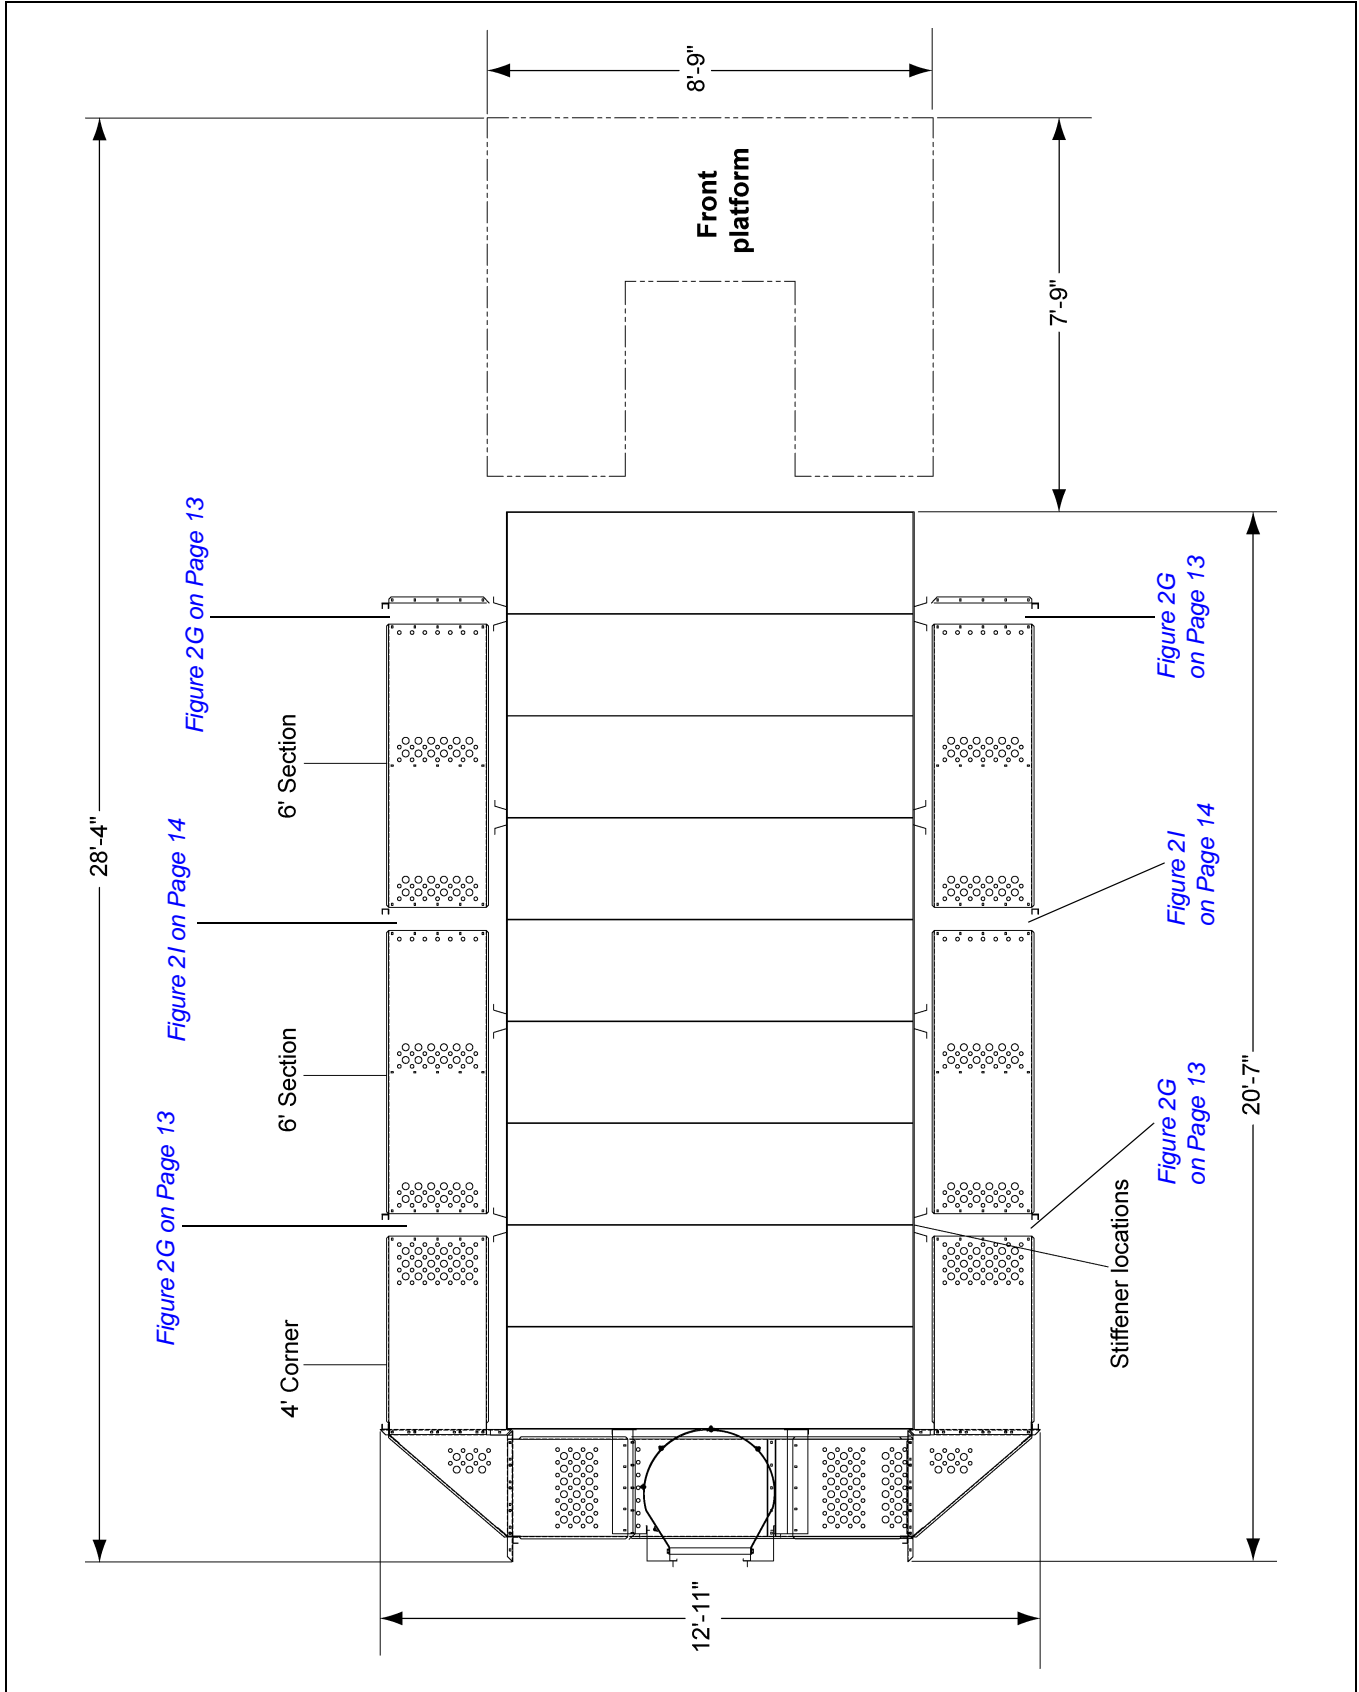 8'-9"
Front
platform
7'-9"
28'-4"
Figure 2G on Page 13
6' Section
Figure 2I on Page 14
6' Section
Figure 2G on Page 13
4' Corner
Figure 2G
on Page 13
Figure 2I
on Page 14
Figure 2G
on Page 13
Stiffener locations
20'-7"
12'-11"